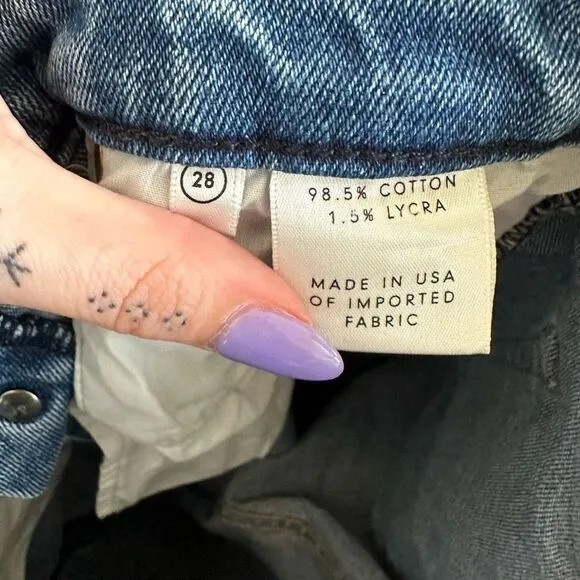 28
98.5% COTTON
1.5% LYCRA
MADE IN USA
OF IMPORTED
FABRIC